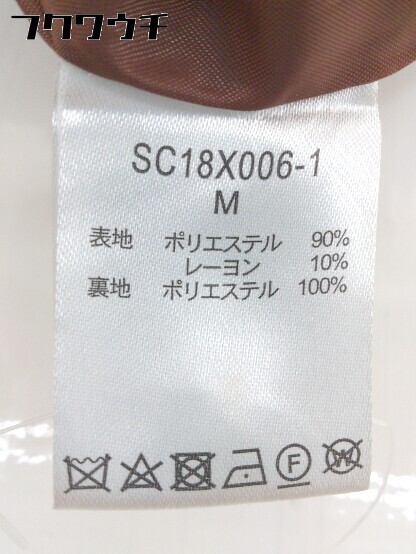 フクワウチ
SC18X006-1
M
表地 ポリエステル 90%
レーヨン 10%
裏地 ポリエステル 100%
F
W